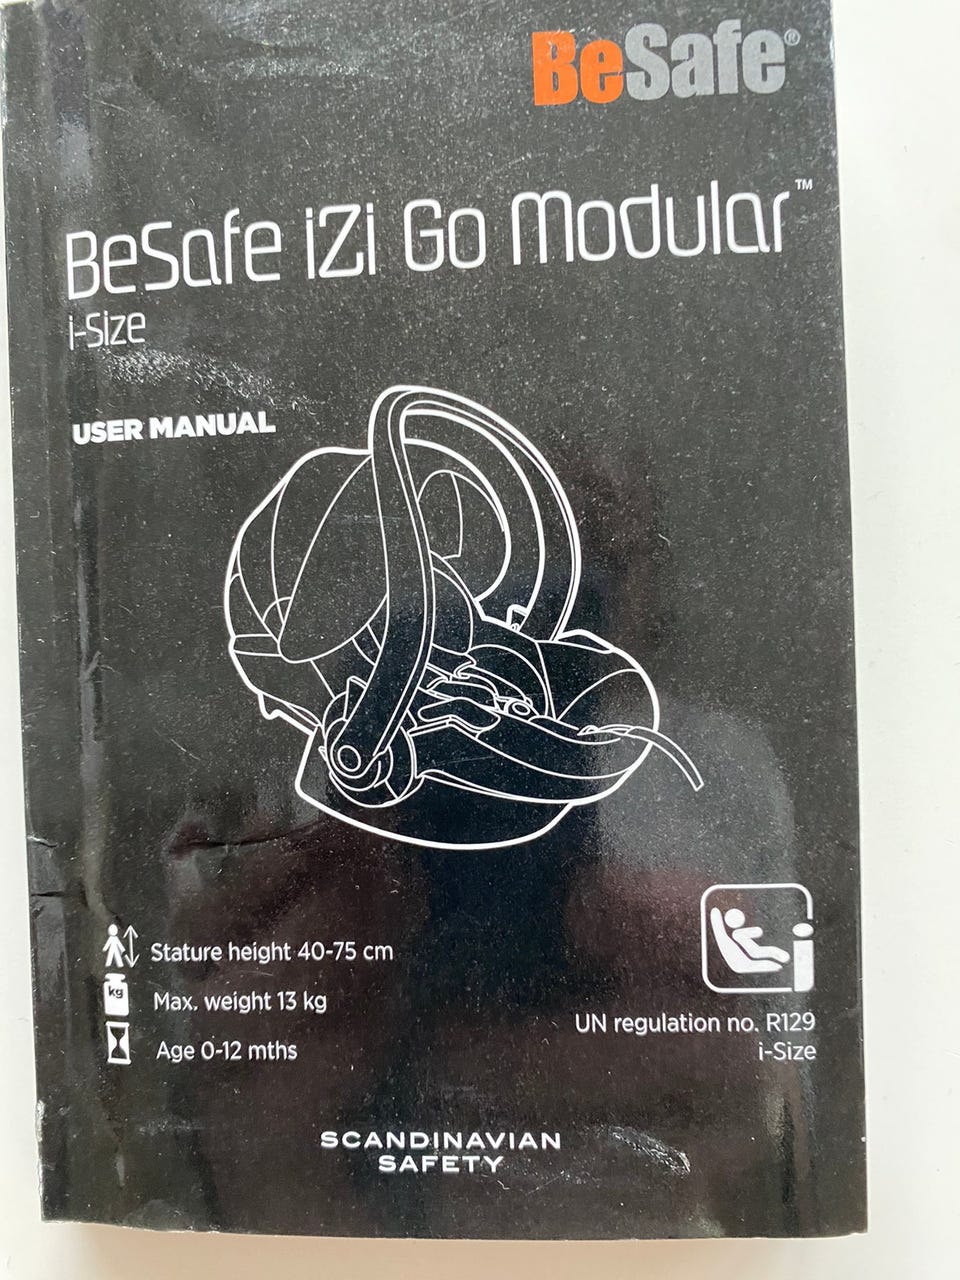 BeSafe®
BeSafe iZi Go Modular™
i-Size
USER MANUAL
Stature height 40-75 cm
kg
Max. weight 13 kg
Age 0-12 mths
i
UN regulation no. R129
i-Size
SCANDINAVIAN
SAFETY